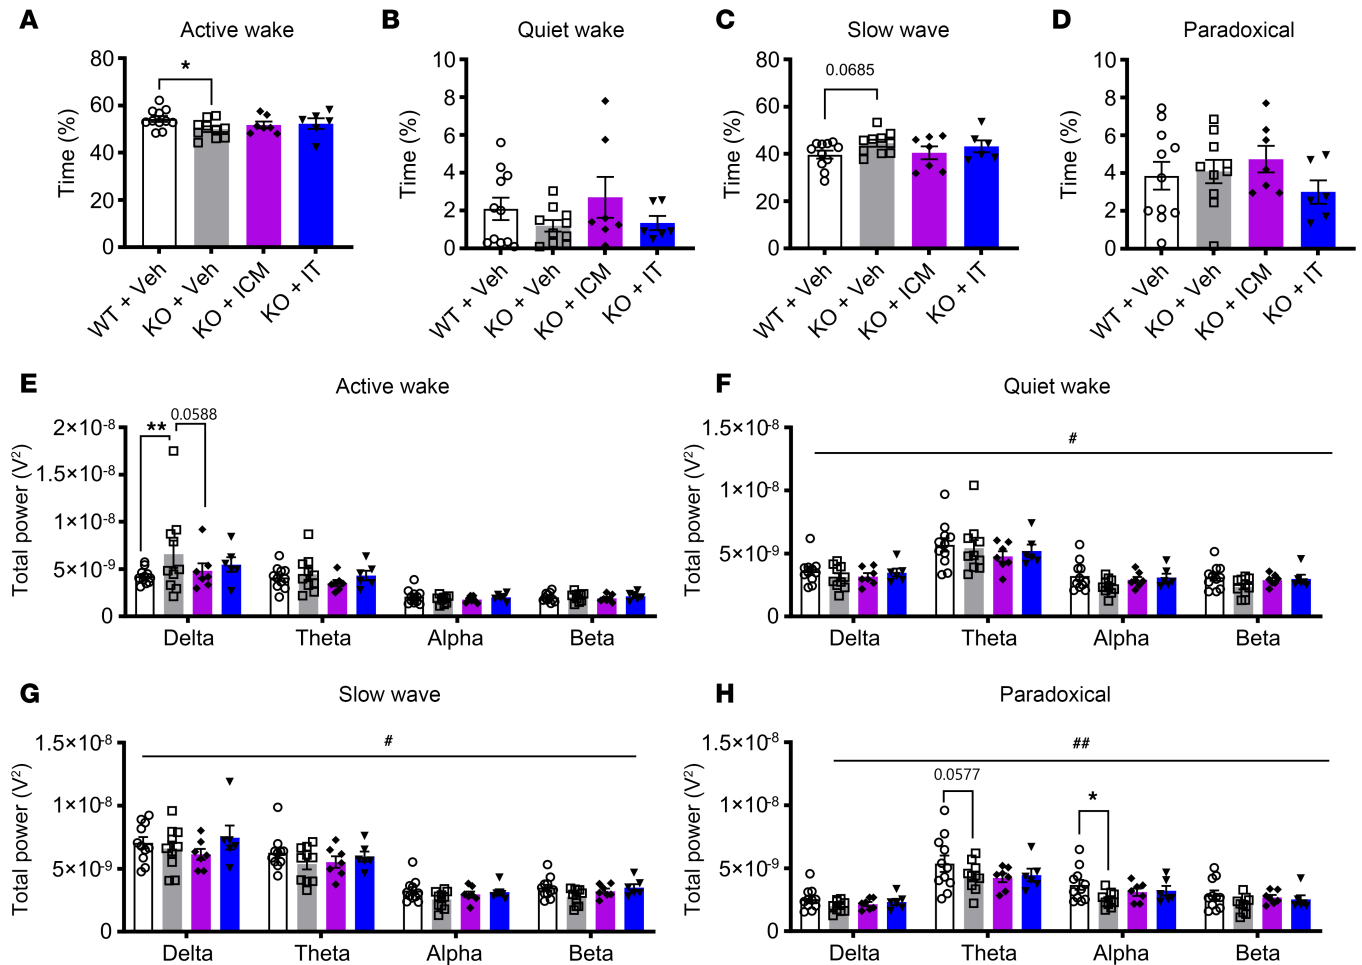 A Active wake
Time (%)
80
60
40
20
0
*
WT + Veh
KO + Veh
KO + ICM
KO + IT
B Quiet wake
Time (%)
10
8
6
4
2
0
WT + Veh
KO + Veh
KO + ICM
KO + IT
C Slow wave
Time (%)
80
60
40
20
0
0.0685
WT + Veh
KO + Veh
KO + ICM
KO + IT
D Paradoxical
Time (%)
10
8
6
4
2
0
WT + Veh
KO + Veh
KO + ICM
KO + IT
E Active wake
Total power (V²)
2×10⁻⁸
1.5×10⁻⁸
1×10⁻⁸
5×10⁻⁹
0
** 0.0588
Delta Theta Alpha Beta
F Quiet wake
Total power (V²)
1.5×10⁻⁸
1×10⁻⁸
5×10⁻⁹
0
#
Delta Theta Alpha Beta
G Slow wave
Total power (V²)
1.5×10⁻⁸
1×10⁻⁸
5×10⁻⁹
0
#
Delta Theta Alpha Beta
H Paradoxical
Total power (V²)
1.5×10⁻⁸
1×10⁻⁸
5×10⁻⁹
0
##
0.0577
*
Delta Theta Alpha Beta